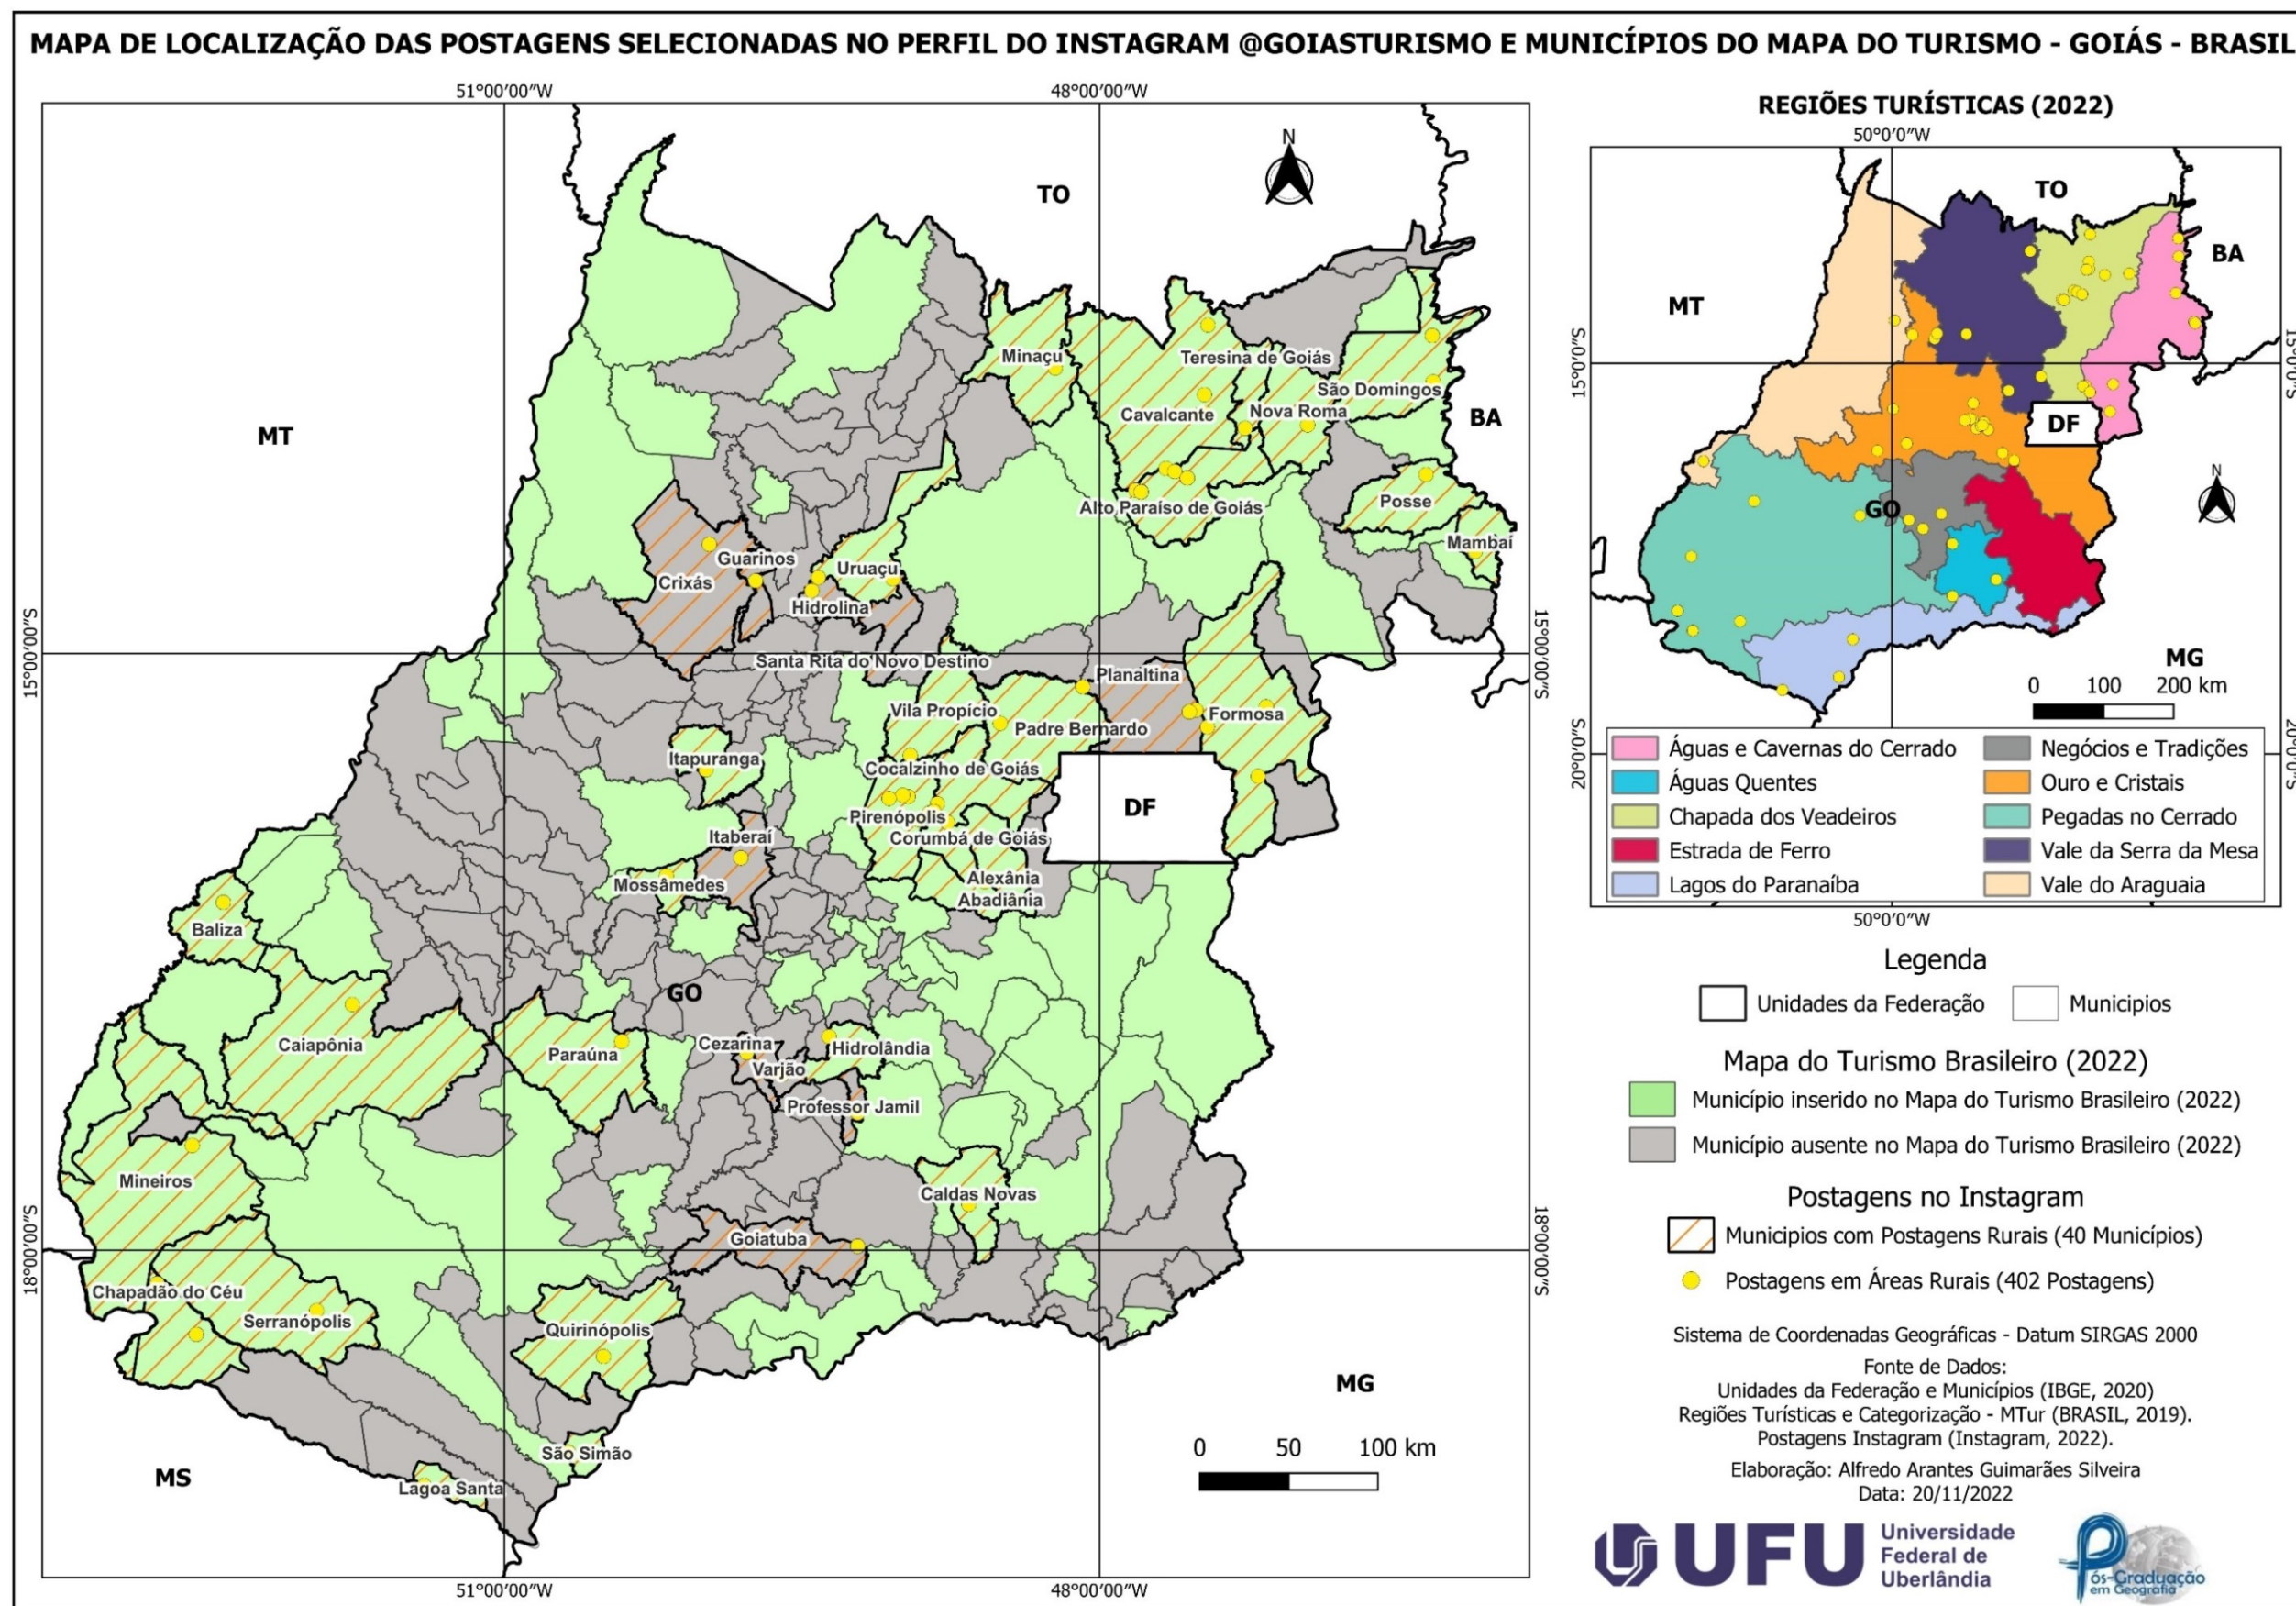 MAPA DE LOCALIZAÇÃO DAS POSTAGENS SELECIONADAS NO PERFIL DO INSTAGRAM @GOIASTURISMO E MUNICÍPIOS DO MAPA DO TURISMO - GOIÁS - BRASIL
51°00'00"W
48°00'00"W
N
TO
MT
BA
Minaçu
Teresina de Goiás
São Domingos
Cavalcante
Nova Roma
Alto Paraíso de Goiás
Posse
Mambaí
Guarinos
Crixás
Uruaçu
Hidrolina
15°00'00"S
15°00'00"S
Santa Rita do Novo Destino
Planaltina
Vila Propício
Padre Bernardo
Formosa
Itapuranga
Cocalzinho de Goiás
DF
Pirenópolis
Itaberaí
Corumbá de Goiás
Mossâmedes
Alexânia
Abadiânia
Baliza
GO
Caiapônia
Paraúna
Cezarina
Hidrolândia
Varjão
Professor Jamil
Mineiros
Caldas Novas
Goiatuba
18°00'00"S
18°00'00"S
Chapadão do Céu
Serranópolis
Quirinópolis
MG
São Simão
MS
Lagoa Santa
0 50 100 km
51°00'00"W
48°00'00"W
REGIÕES TURÍSTICAS (2022)
50°0'0"W
TO
BA
MT
15°0'0"S
15°0'0"S
DF
N
GO
MG
0 100 200 km
20°0'0"S
20°0'0"S
Águas e Cavernas do Cerrado
Negócios e Tradições
Águas Quentes
Ouro e Cristais
Chapada dos Veadeiros
Pegadas no Cerrado
Estrada de Ferro
Vale da Serra da Mesa
Lagos do Paranaíba
Vale do Araguaia
50°0'0"W
Legenda
Unidades da Federação
Municipios
Mapa do Turismo Brasileiro (2022)
Município inserido no Mapa do Turismo Brasileiro (2022)
Município ausente no Mapa do Turismo Brasileiro (2022)
Postagens no Instagram
Municipios com Postagens Rurais (40 Municípios)
Postagens em Áreas Rurais (402 Postagens)
Sistema de Coordenadas Geográficas - Datum SIRGAS 2000
Fonte de Dados:
Unidades da Federação e Municípios (IBGE, 2020)
Regiões Turísticas e Categorização - MTur (BRASIL, 2019).
Postagens Instagram (Instagram, 2022).
Elaboração: Alfredo Arantes Guimarães Silveira
Data: 20/11/2022
UFU
Universidade
Federal de
Uberlândia
Pós-Graduação
em Geografia